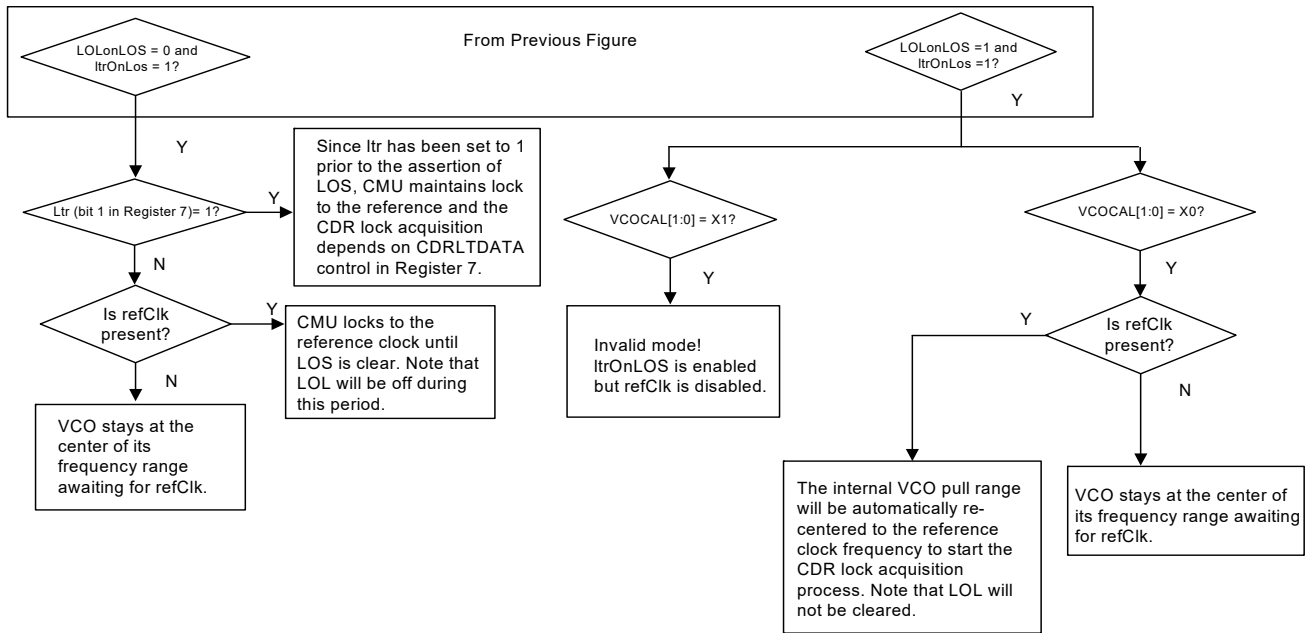 From Previous Figure
LOLonLOS = 0 and
ltrOnLos = 1?
LOLonLOS =1 and
ltrOnLos =1?
Y
Y
Ltr (bit 1 in Register 7)= 1?
Y
Since ltr has been set to 1
prior to the assertion of
LOS, CMU maintains lock
to the reference and the
CDR lock acquisition
depends on CDRLTDATA
control in Register 7.
N
Is refClk
present?
Y
CMU locks to the
reference clock until
LOS is clear. Note that
LOL will be off during
this period.
N
VCO stays at the
center of its
frequency range
awaiting for refClk.
VCOCAL[1:0] = X1?
Y
Invalid mode!
ltrOnLOS is enabled
but refClk is disabled.
VCOCAL[1:0] = X0?
Y
Is refClk
present?
Y
N
The internal VCO pull range
will be automatically re-
centered to the reference
clock frequency to start the
CDR lock acquisition
process. Note that LOL will
not be cleared.
VCO stays at the center of
its frequency range awaiting
for refClk.